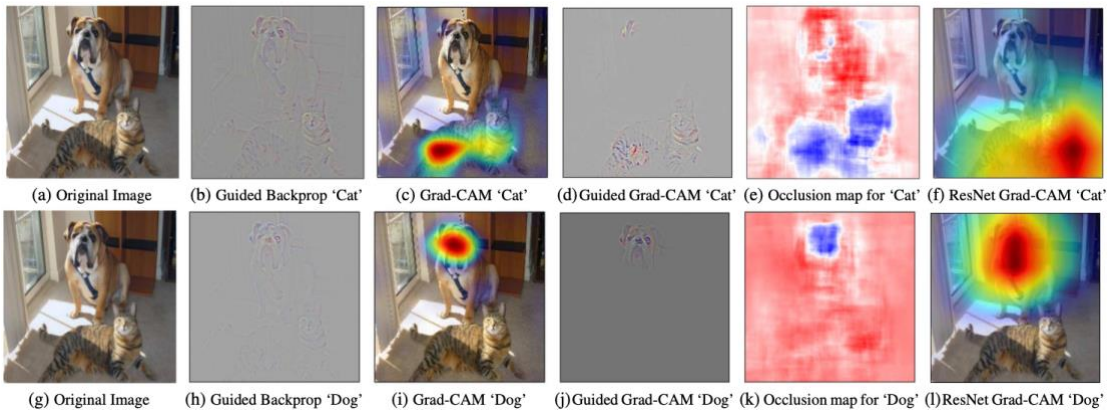 (a) Original Image (b) Guided Backprop ‘Cat’ (c) Grad-CAM ‘Cat’ (d) Guided Grad-CAM ‘Cat’ (e) Occlusion map for ‘Cat’ (f) ResNet Grad-CAM ‘Cat’
(g) Original Image (h) Guided Backprop ‘Dog’ (i) Grad-CAM ‘Dog’ (j) Guided Grad-CAM ‘Dog’ (k) Occlusion map for ‘Dog’ (l) ResNet Grad-CAM ‘Dog’